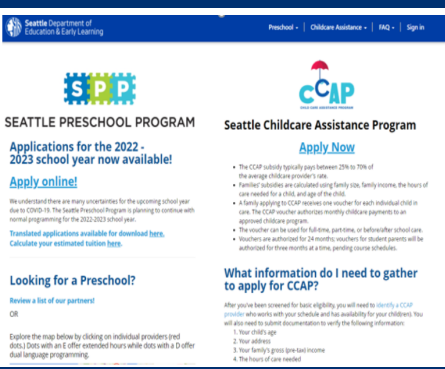 Seattle Department of
Education & Early Learning
Preschool
Childcare Assistance
FAQ
Sign in
SPP
SEATTLE PRESCHOOL PROGRAM
Applications for the 2022 -
2023 school year now available!
Apply online!
We understand there are many uncertainties for the upcoming school year
due to COVID-19. The Seattle Preschool Program is planning to continue with
normal programming for the 2022-2023 school year.
Translated applications available for download here.
Calculate your estimated tuition here.
Looking for a Preschool?
Review a list of our partners!
OR
Explore the map below by clicking on individual providers (red
dots.) Dots with an E offer extended hours while dots with a D offer
dual language programming.
CCAP
CHILD CARE ASSISTANCE PROGRAM
Seattle Childcare Assistance Program
Apply Now
• The CCAP subsidy typically pays between 25% to 70% of
the average childcare provider's rate.
• Families' subsidies are calculated using family size, family income, the hours of
care needed for a child, and age of the child.
• A family applying to CCAP receives one voucher for each individual child in
care. The CCAP voucher authorizes monthly childcare payments to an
approved childcare program.
• The voucher can be used for full-time, part-time, or before/after school care.
• Vouchers are authorized for 24 months; vouchers for student parents will be
authorized for three months at a time, pending course schedules.
What information do I need to gather
to apply for CCAP?
After you've been screened for basic eligibility, you will need to identify a CCAP
provider who works with your schedule and has availability for your child(ren). You
will also need to submit documentation to verify the following information:
1. Your child's age
2. Your address
3. Your family's gross (pre-tax) income
4. The hours of care needed